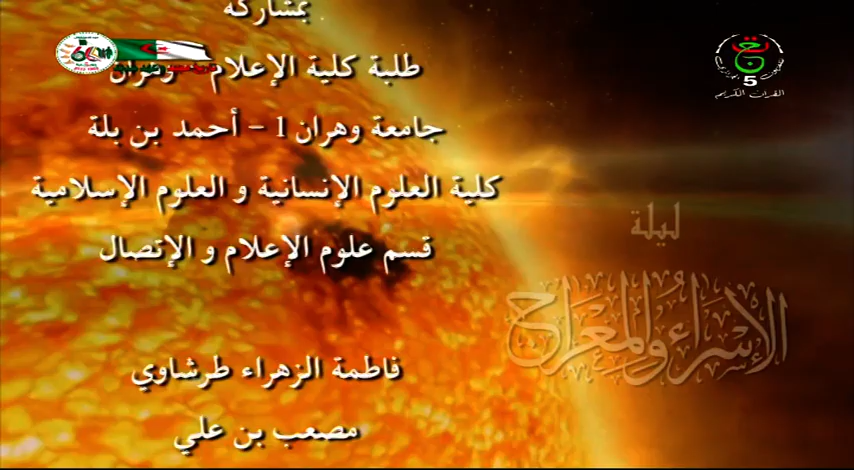 بمشاركة
طلبة كلية الإعلام - وهران
جامعة وهران 1 - أحمد بن بلة
كلية العلوم الإنسانية و العلوم الإسلامية
قسم علوم الإعلام و الإتصال
فاطمة الزهراء طرشاوي
مصعب بن علي
ليلة
الإسراء والمعراج
5
القرآن الكريم
60